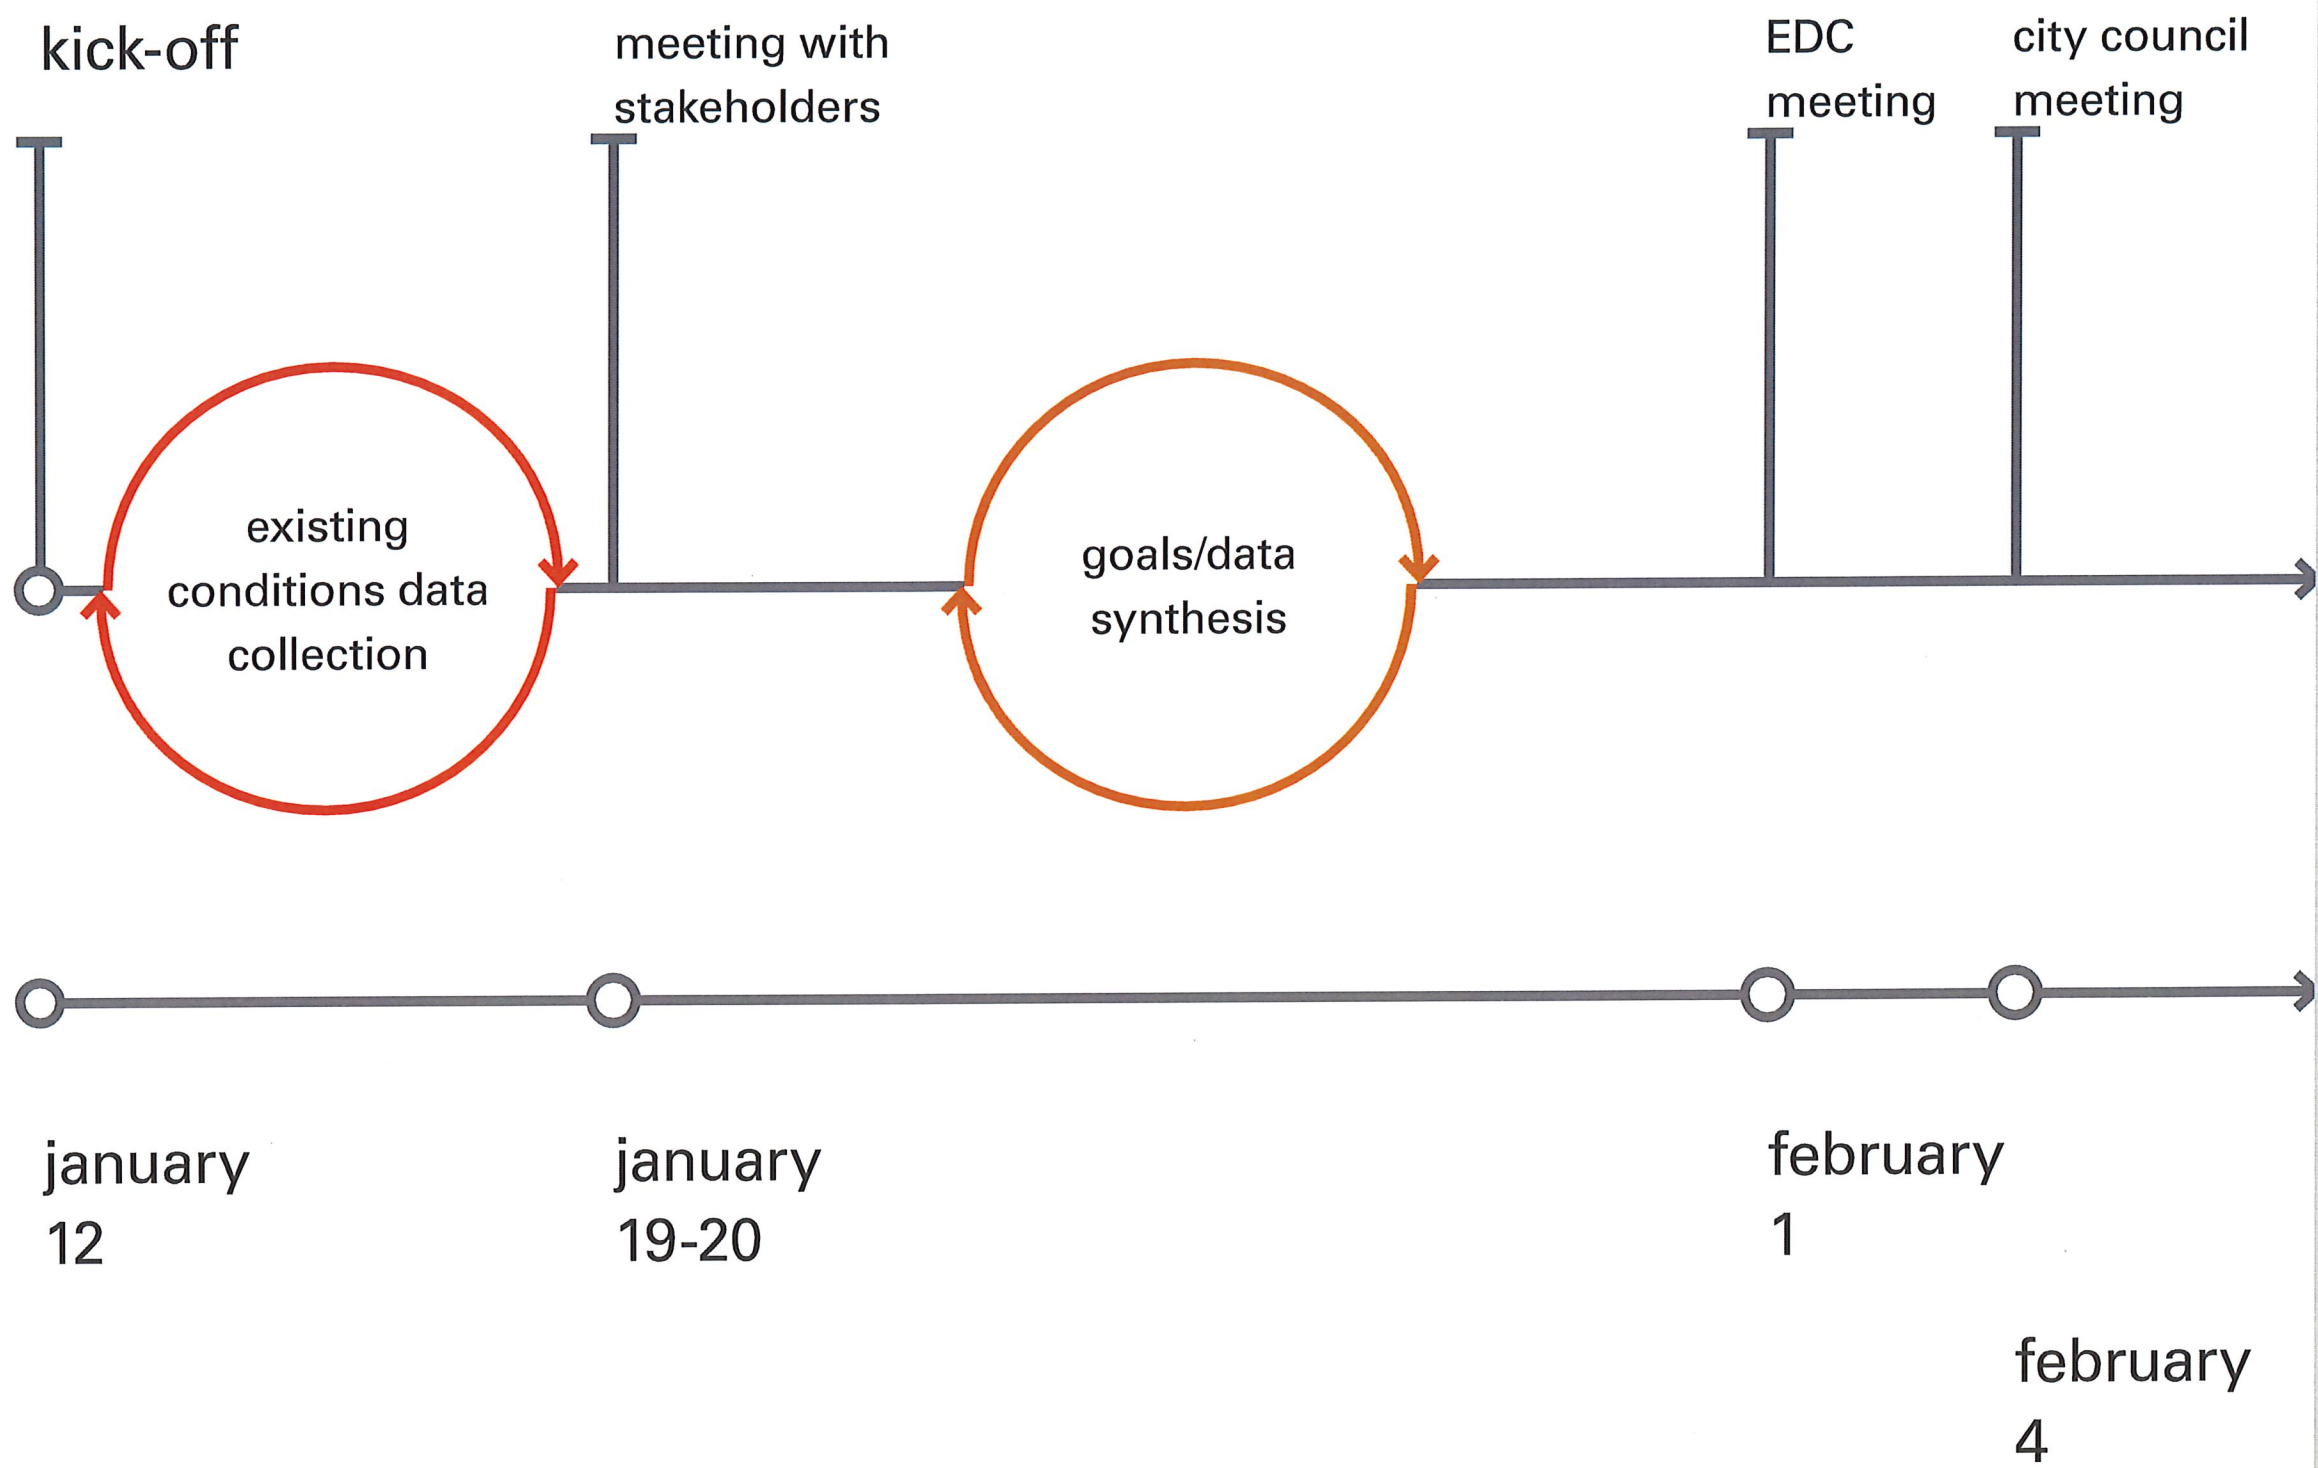 kick-off
meeting with
stakeholders
EDC
meeting
city council
meeting
existing
conditions data
collection
goals/data
synthesis
january
12
january
19-20
february
1
february
4